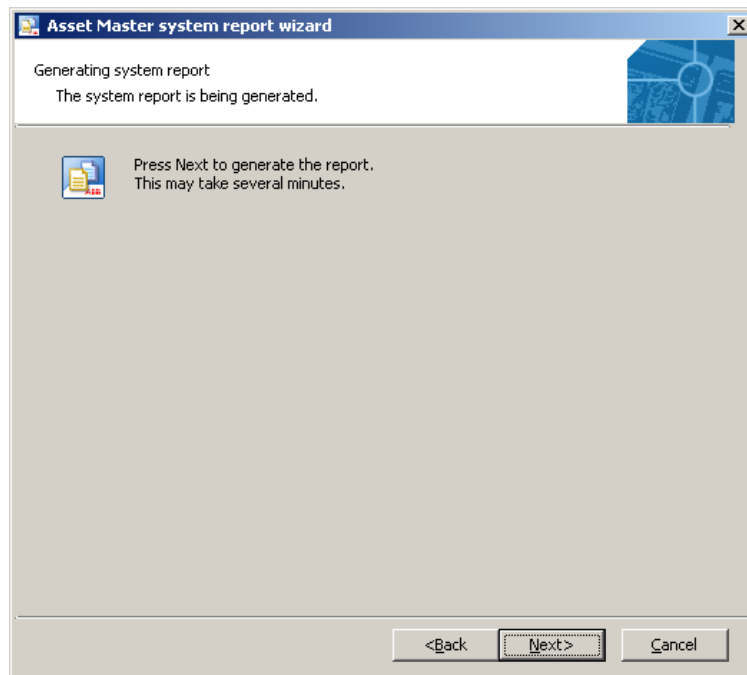 Asset Master system report wizard
Generating system report
The system report is being generated.
Press Next to generate the report.
This may take several minutes.
ABB
<Back
Next>
Cancel